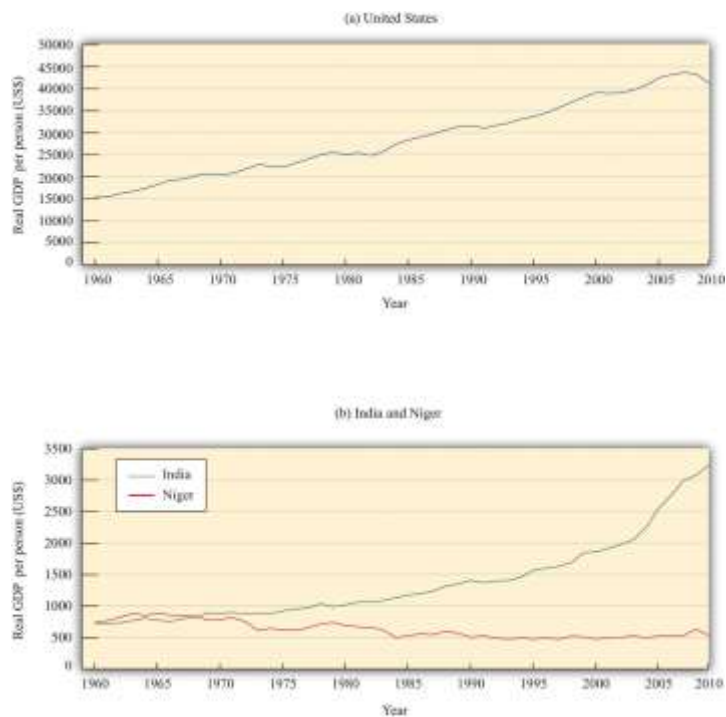 (a) United States
Real GDP per person (US$)
50000
45000
40000
35000
30000
25000
20000
15000
10000
5000
0
1960 1965 1970 1975 1980 1985 1990 1995 2000 2005 2010
Year
(b) India and Niger
Real GDP per person (US$)
3500
3000
2500
2000
1500
1000
500
0
India
Niger
1960 1965 1970 1975 1980 1985 1990 1995 2000 2005 2010
Year